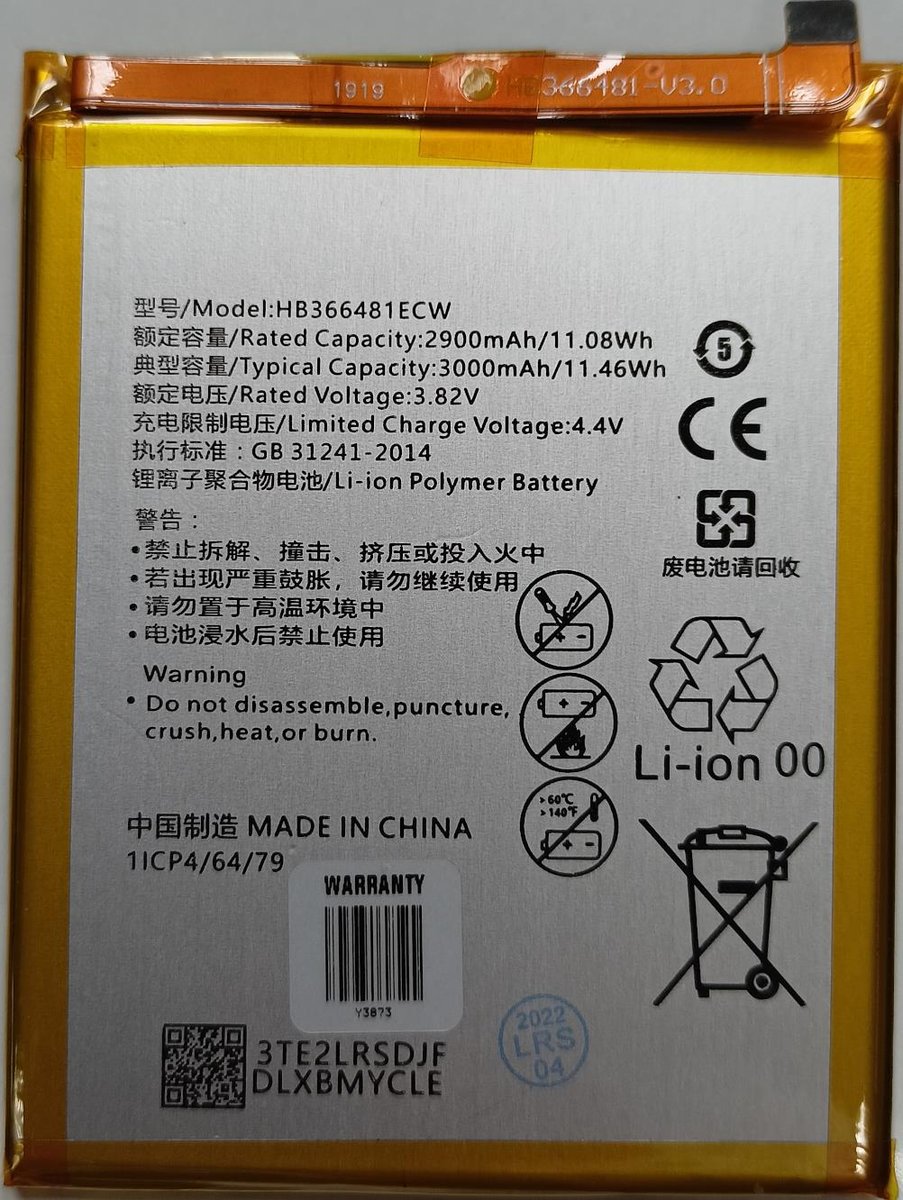 1919
HB366481-V3.0
型号/Model:HB366481ECW
额定容量/Rated Capacity:2900mAh/11.08Wh
典型容量/Typical Capacity:3000mAh/11.46Wh
额定电压/Rated Voltage:3.82V
充电限制电压/Limited Charge Voltage:4.4V
执行标准：GB 31241-2014
锂离子聚合物电池/Li-ion Polymer Battery
警告：
•禁止拆解、撞击、挤压或投入火中
•若出现严重鼓胀，请勿继续使用
•请勿置于高温环境中
•电池浸水后禁止使用
Warning
• Do not disassemble,puncture,
crush,heat,or burn.
5
CE
废电池请回收
Li-ion 00
>60℃
>140℉
中国制造 MADE IN CHINA
1ICP4/64/79
WARRANTY
Y3873
3TE2LRSDJF
DLXBMYCLE
2022
LRS
04